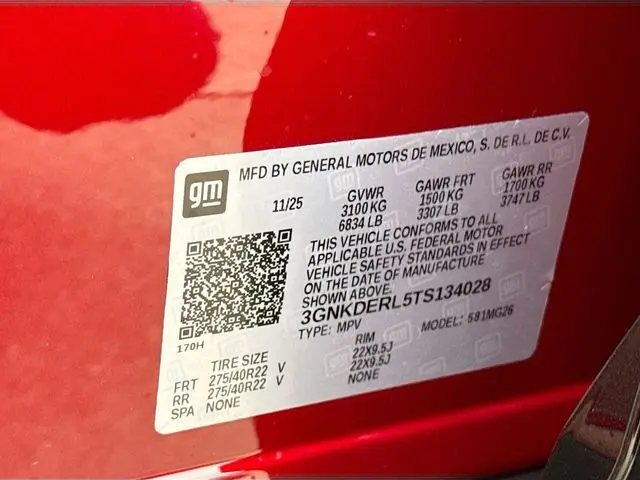 gm
MFD BY GENERAL MOTORS DE MEXICO, S. DE R.L. DE C.V.
11/25
GVWR
3100 KG
6834 LB
GAWR FRT
1500 KG
3307 LB
GAWR RR
1700 KG
3747 LB
THIS VEHICLE CONFORMS TO ALL
APPLICABLE U.S. FEDERAL MOTOR
VEHICLE SAFETY STANDARDS IN EFFECT
ON THE DATE OF MANUFACTURE
SHOWN ABOVE.
3GNKDERL5TS134028
TYPE: MPV MODEL: 581MG26
170H
TIRE SIZE RIM
FRT 275/40R22 V 22X9.5J
RR 275/40R22 V 22X9.5J
SPA NONE NONE